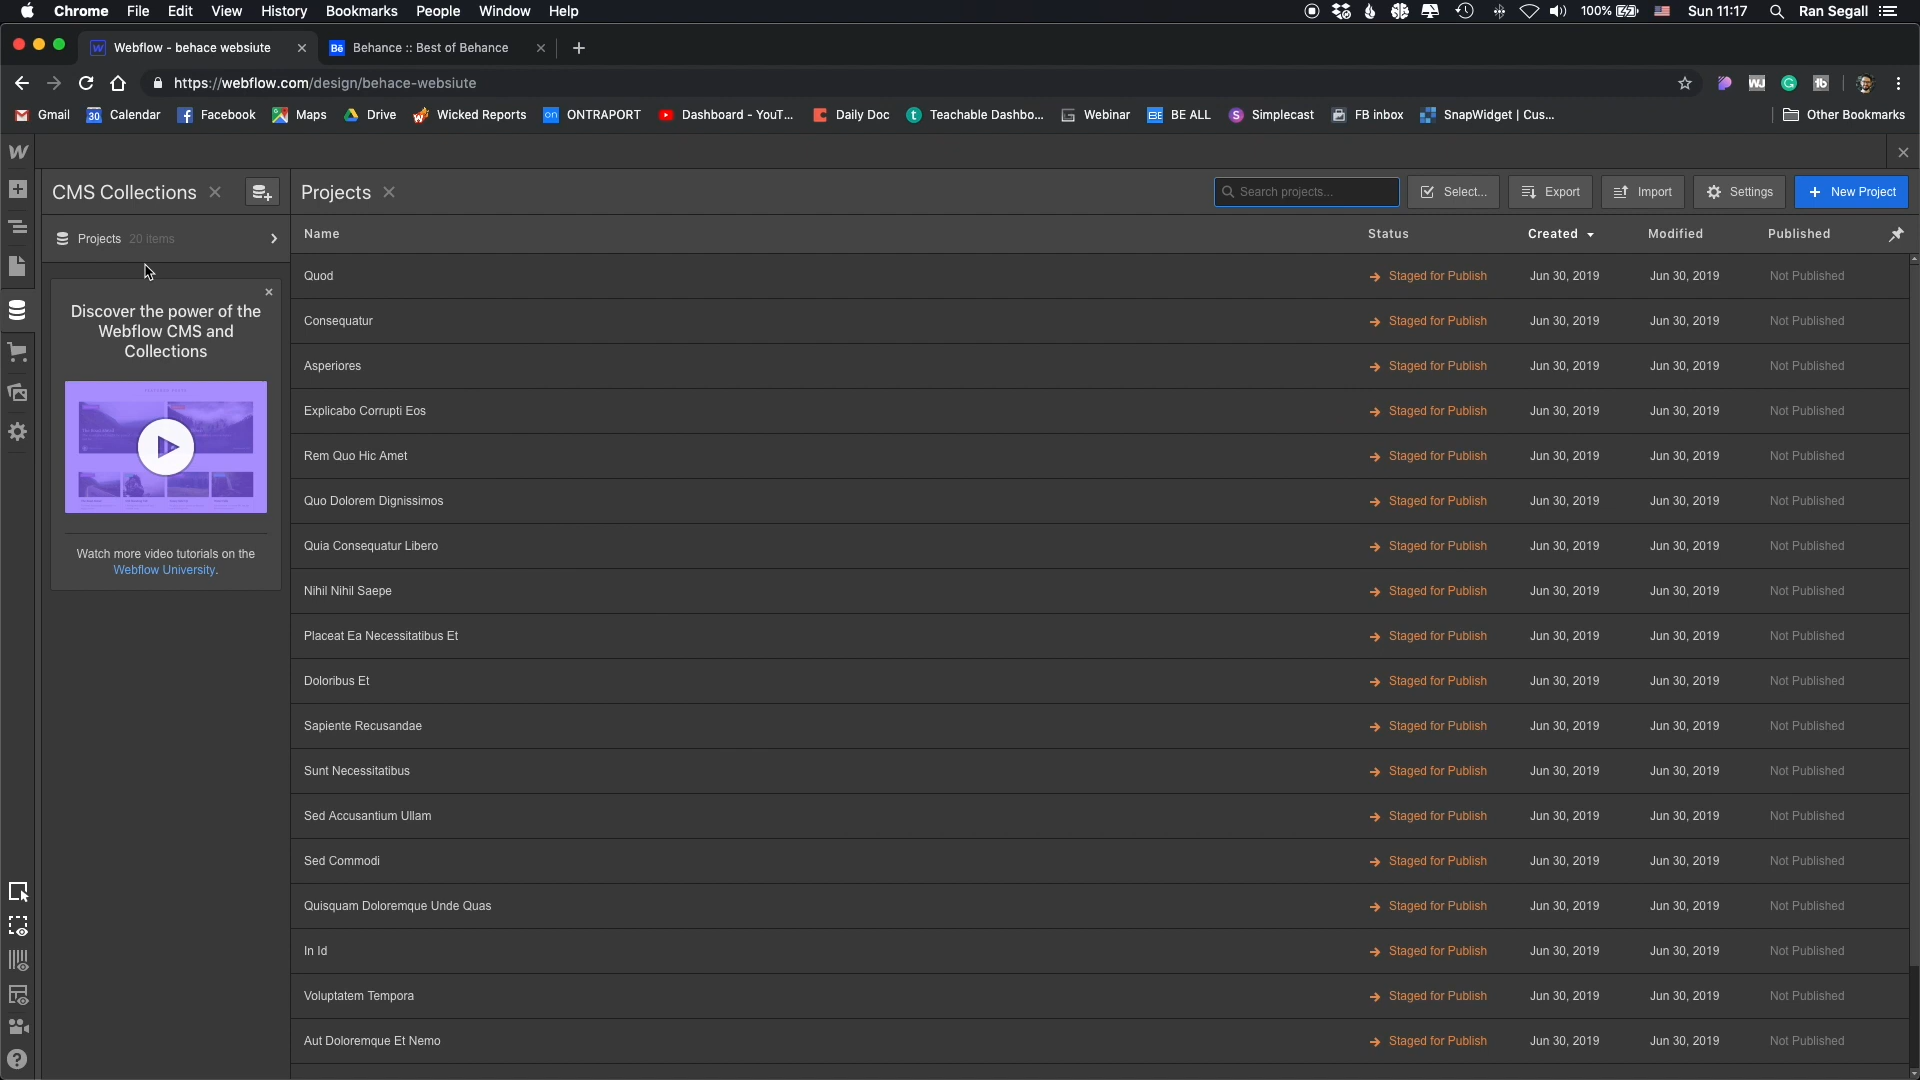 Chrome File Edit View History Bookmarks People Window Help 100% Sun 11:17 Ran Segall
Webflow - behace websiute Behance :: Best of Behance
https://webflow.com/design/behace-websiute
Gmail Calendar Facebook Maps Drive Wicked Reports ONTRAPORT Dashboard - YouT... Daily Doc Teachable Dashbo... Webinar BE ALL Simplecast FB inbox SnapWidget | Cus... Other Bookmarks
CMS Collections Projects Search projects... Select... Export Import Settings + New Project
Projects 20 items
Name Status Created Modified Published
Discover the power of the
Webflow CMS and
Collections
Watch more video tutorials on the
Webflow University.
Quod Staged for Publish Jun 30, 2019 Jun 30, 2019 Not Published
Consequatur Staged for Publish Jun 30, 2019 Jun 30, 2019 Not Published
Asperiores Staged for Publish Jun 30, 2019 Jun 30, 2019 Not Published
Explicabo Corrupti Eos Staged for Publish Jun 30, 2019 Jun 30, 2019 Not Published
Rem Quo Hic Amet Staged for Publish Jun 30, 2019 Jun 30, 2019 Not Published
Quo Dolorem Dignissimos Staged for Publish Jun 30, 2019 Jun 30, 2019 Not Published
Quia Consequatur Libero Staged for Publish Jun 30, 2019 Jun 30, 2019 Not Published
Nihil Nihil Saepe Staged for Publish Jun 30, 2019 Jun 30, 2019 Not Published
Placeat Ea Necessitatibus Et Staged for Publish Jun 30, 2019 Jun 30, 2019 Not Published
Doloribus Et Staged for Publish Jun 30, 2019 Jun 30, 2019 Not Published
Sapiente Recusandae Staged for Publish Jun 30, 2019 Jun 30, 2019 Not Published
Sunt Necessitatibus Staged for Publish Jun 30, 2019 Jun 30, 2019 Not Published
Sed Accusantium Ullam Staged for Publish Jun 30, 2019 Jun 30, 2019 Not Published
Sed Commodi Staged for Publish Jun 30, 2019 Jun 30, 2019 Not Published
Quisquam Doloremque Unde Quas Staged for Publish Jun 30, 2019 Jun 30, 2019 Not Published
In Id Staged for Publish Jun 30, 2019 Jun 30, 2019 Not Published
Voluptatem Tempora Staged for Publish Jun 30, 2019 Jun 30, 2019 Not Published
Aut Doloremque Et Nemo Staged for Publish Jun 30, 2019 Jun 30, 2019 Not Published